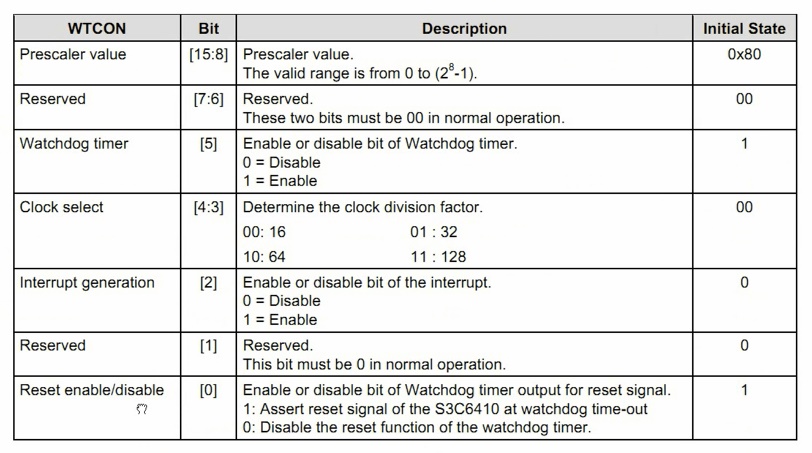 WTCON Bit Description Initial State
Prescaler value [15:8] Prescaler value. 0x80
The valid range is from 0 to (2⁸-1).
Reserved [7:6] Reserved. 00
These two bits must be 00 in normal operation.
Watchdog timer [5] Enable or disable bit of Watchdog timer. 1
0 = Disable
1 = Enable
Clock select [4:3] Determine the clock division factor. 00
00: 16 01 : 32
10: 64 11 : 128
Interrupt generation [2] Enable or disable bit of the interrupt. 0
0 = Disable
1 = Enable
Reserved [1] Reserved. 0
This bit must be 0 in normal operation.
Reset enable/disable [0] Enable or disable bit of Watchdog timer output for reset signal. 1
1: Assert reset signal of the S3C6410 at watchdog time-out
0: Disable the reset function of the watchdog timer.